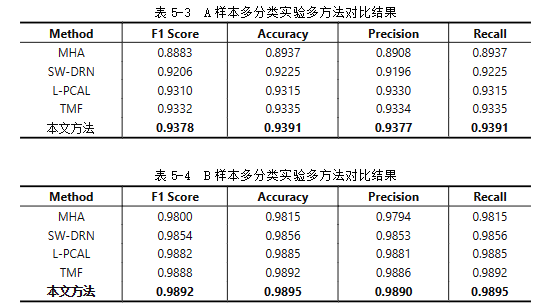 表 5-3 A 样本多分类实验多方法对比结果
Method F1 Score Accuracy Precision Recall
MHA 0.8883 0.8937 0.8908 0.8937
SW-DRN 0.9206 0.9225 0.9196 0.9225
L-PCAL 0.9310 0.9315 0.9330 0.9315
TMF 0.9332 0.9335 0.9334 0.9335
本文方法 0.9378 0.9391 0.9377 0.9391
表 5-4 B 样本多分类实验多方法对比结果
Method F1 Score Accuracy Precision Recall
MHA 0.9800 0.9815 0.9794 0.9815
SW-DRN 0.9854 0.9856 0.9853 0.9856
L-PCAL 0.9882 0.9885 0.9881 0.9885
TMF 0.9888 0.9892 0.9886 0.9892
本文方法 0.9892 0.9895 0.9890 0.9895